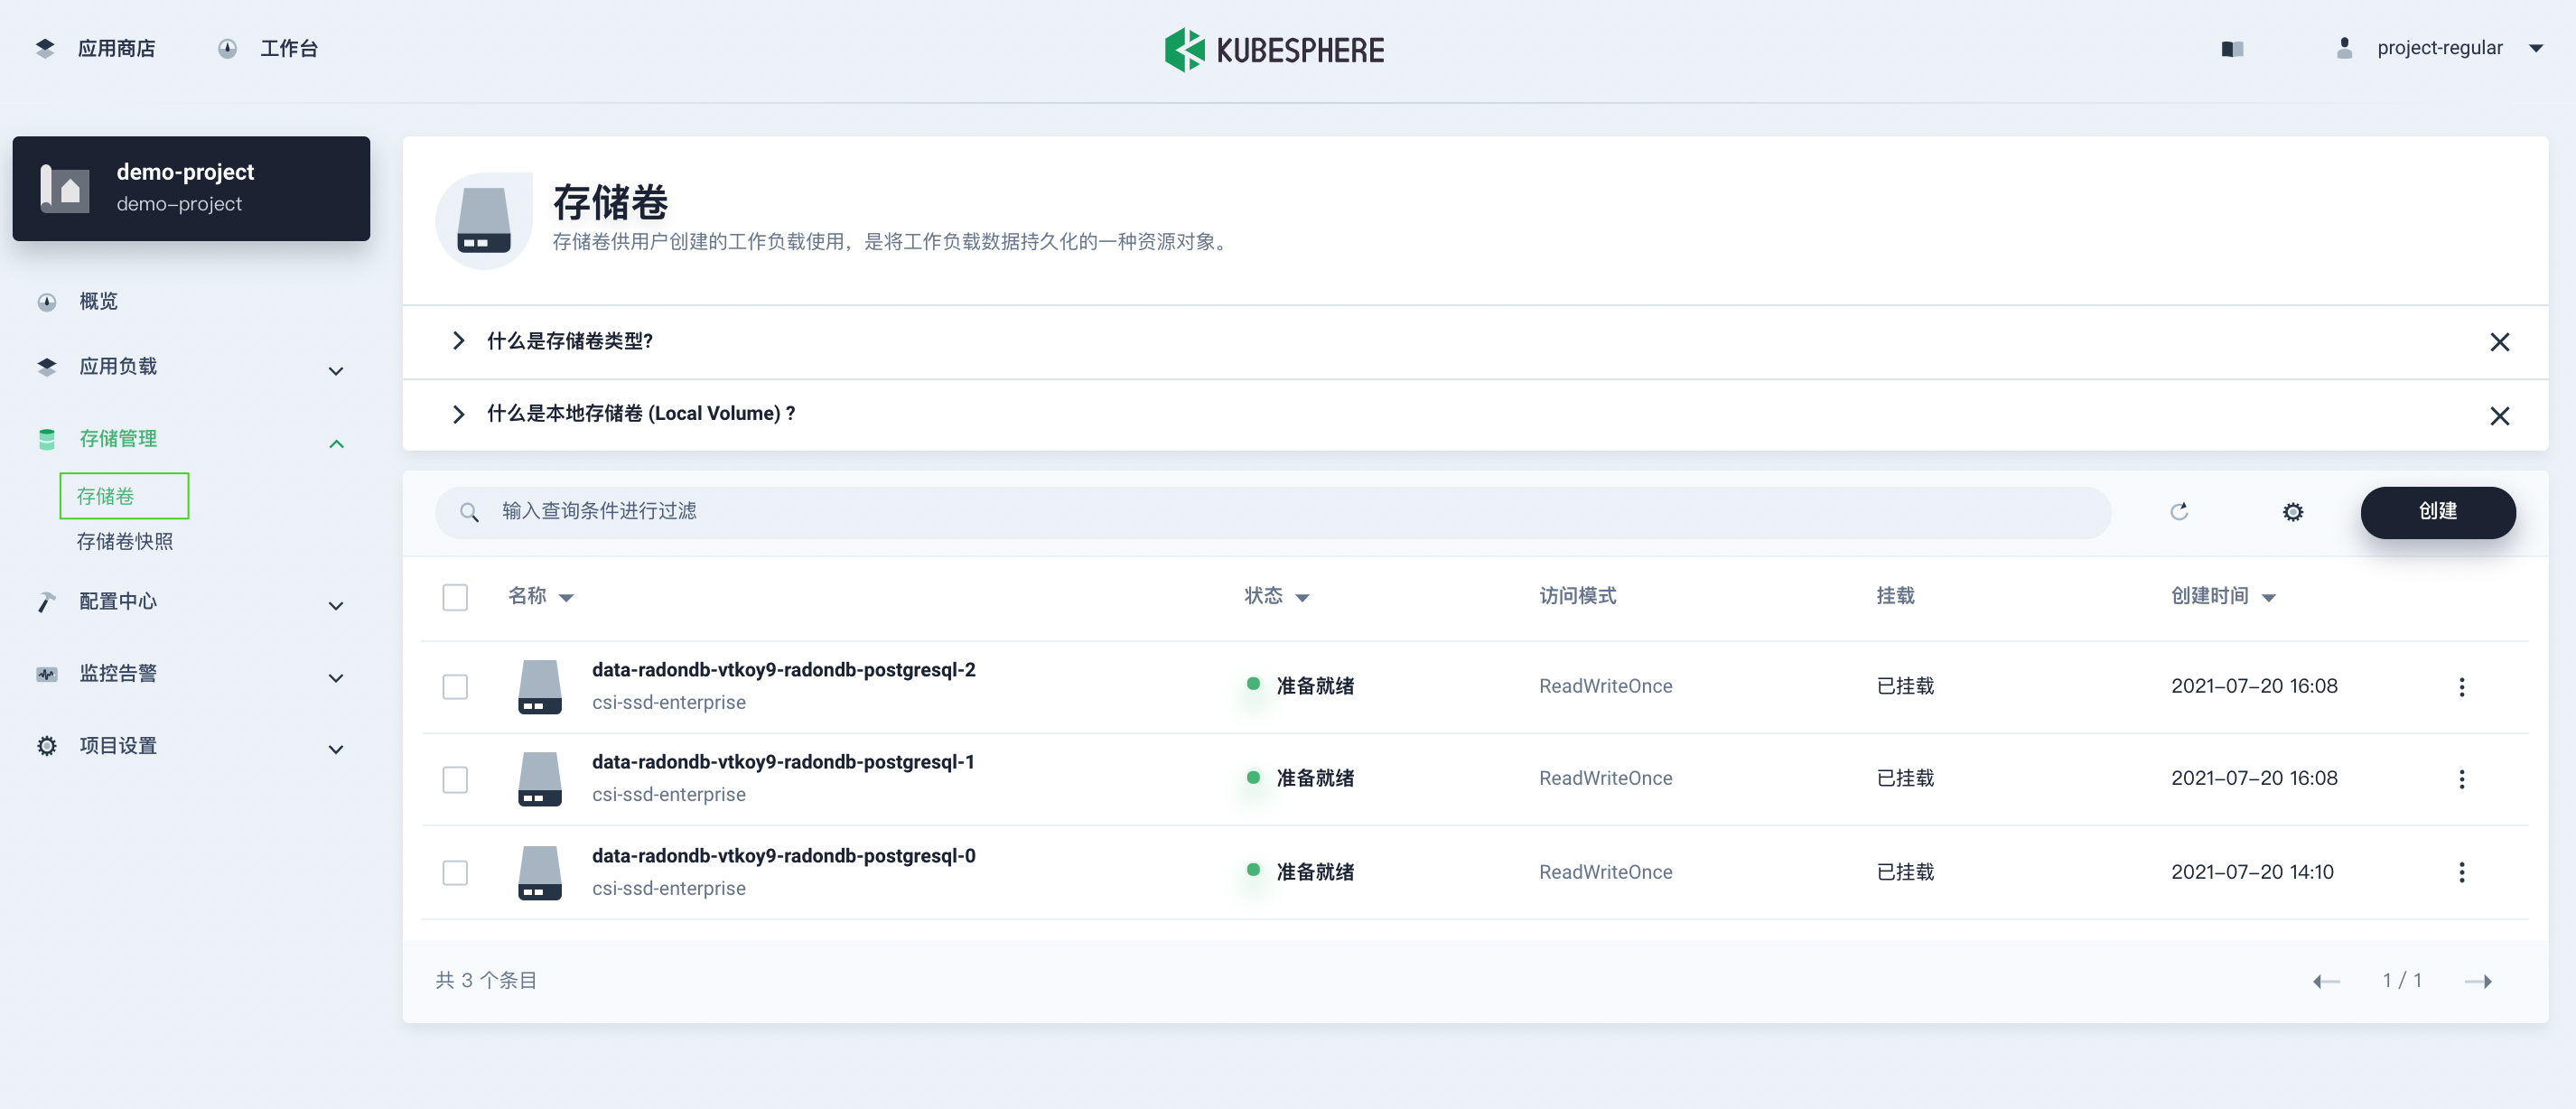 应用商店
工作台
KUBESPHERE
project-regular
demo-project
demo-project
概览
应用负载
存储管理
存储卷
存储卷快照
配置中心
监控告警
项目设置
存储卷
存储卷供用户创建的工作负载使用，是将工作负载数据持久化的一种资源对象。
什么是存储卷类型?
什么是本地存储卷 (Local Volume) ?
输入查询条件进行过滤
创建
名称 状态 访问模式 挂载 创建时间
data-radondb-vtkoy9-radondb-postgresql-2
csi-ssd-enterprise
准备就绪 ReadWriteOnce 已挂载 2021-07-20 16:08
data-radondb-vtkoy9-radondb-postgresql-1
csi-ssd-enterprise
准备就绪 ReadWriteOnce 已挂载 2021-07-20 16:08
data-radondb-vtkoy9-radondb-postgresql-0
csi-ssd-enterprise
准备就绪 ReadWriteOnce 已挂载 2021-07-20 14:10
共 3 个条目
1 / 1